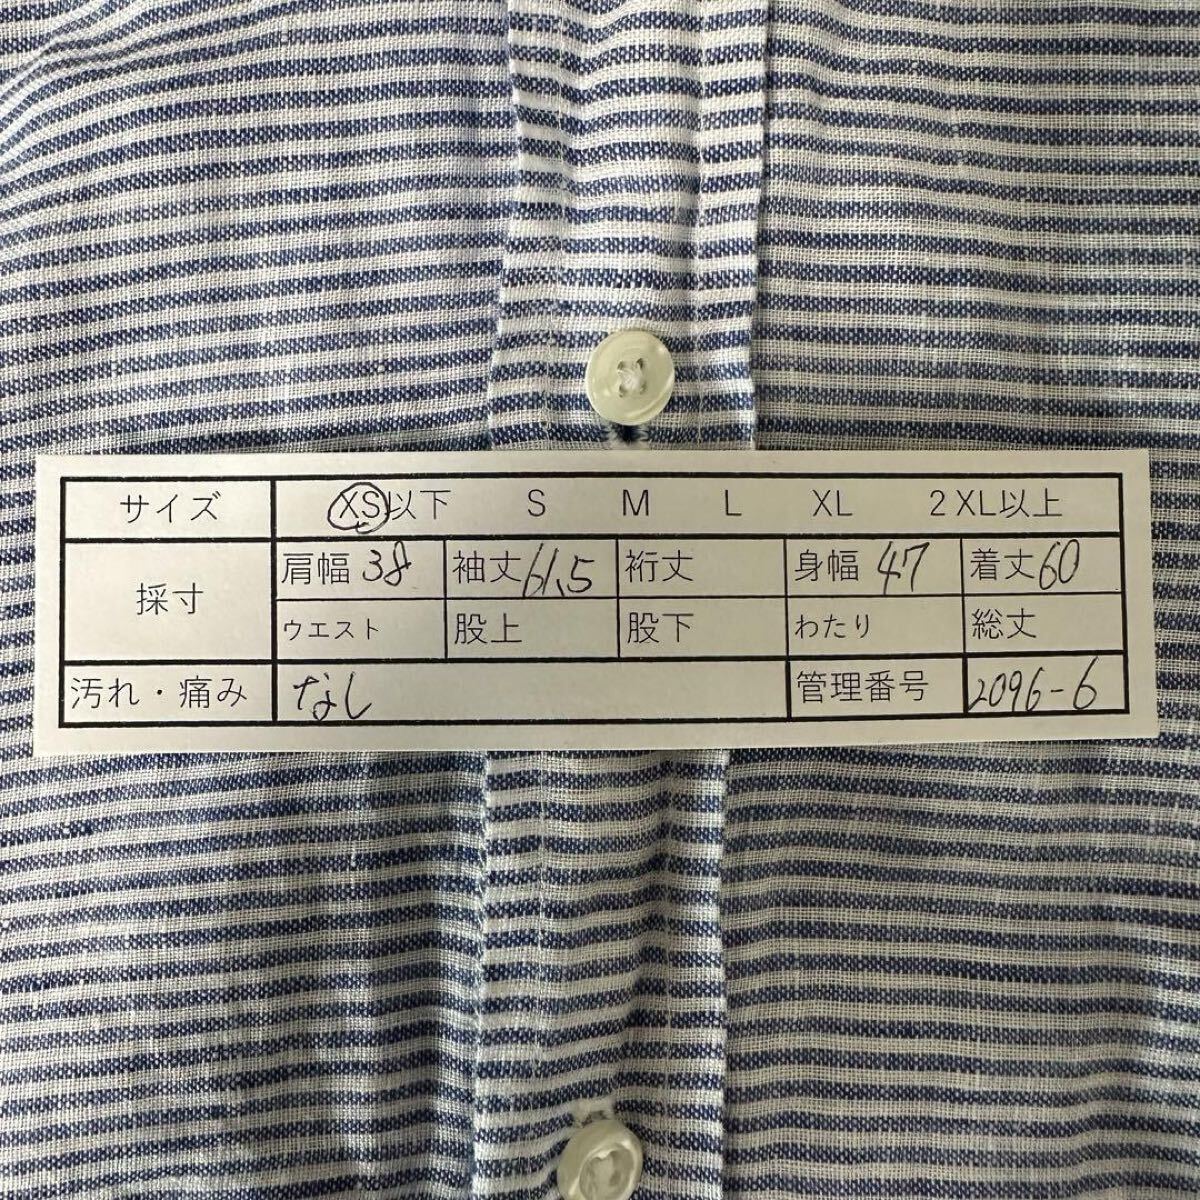 サイズ XS以下 S M L XL 2XL以上
採寸 肩幅 38 袖丈 61.5 裄丈 身幅 47 着丈 60
ウエスト 股上 股下 わたり 総丈
汚れ・痛み なし 管理番号 2096-6